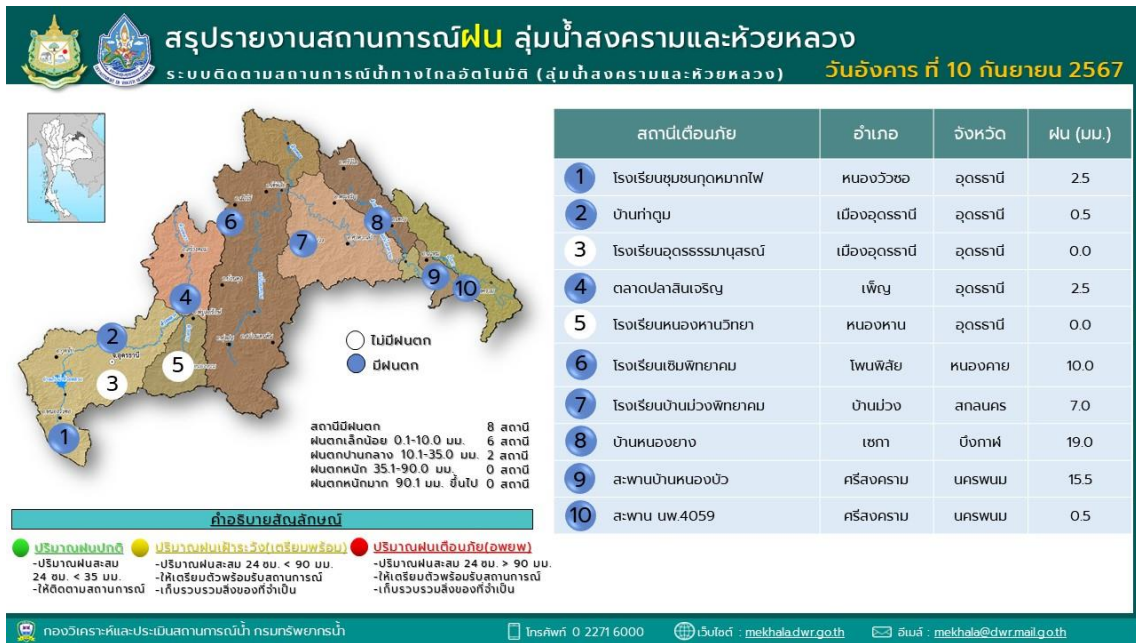 สรุปรายงานสถานการณ์ฝน ลุ่มน้ำสงครามและห้วยหลวง
ระบบติดตามสถานการณ์น้ำทางไกลอัตโนมัติ (ลุ่มน้ำสงครามและห้วยหลวง)
วันอังคาร ที่ 10 กันยายน 2567
6
8
7
9
10
4
2
5
3
1
จ.อุดรธานี
ไม่มีฝนตก
มีฝนตก
สถานีมีฝนตก 8 สถานี
ฝนตกเล็กน้อย 0.1-10.0 มม. 6 สถานี
ฝนตกปานกลาง 10.1-35.0 มม. 2 สถานี
ฝนตกหนัก 35.1-90.0 มม. 0 สถานี
ฝนตกหนักมาก 90.1 มม. ขึ้นไป 0 สถานี
สถานีเตือนภัย อำเภอ จังหวัด ฝน (มม.)
1 โรงเรียนชุมชนกุดหมากไฟ หนองวัวซอ อุดรธานี 2.5
2 บ้านท่าตูม เมืองอุดรธานี อุดรธานี 0.5
3 โรงเรียนอุดรธรรมานุสรณ์ เมืองอุดรธานี อุดรธานี 0.0
4 ตลาดปลาสินเจริญ เพ็ญ อุดรธานี 2.5
5 โรงเรียนหนองหานวิทยา หนองหาน อุดรธานี 0.0
6 โรงเรียนเซิมพิทยาคม โพนพิสัย หนองคาย 10.0
7 โรงเรียนบ้านม่วงพิทยาคม บ้านม่วง สกลนคร 7.0
8 บ้านหนองยาง เซกา บึงกาฬ 19.0
9 สะพานบ้านหนองบัว ศรีสงคราม นครพนม 15.5
10 สะพาน นพ.4059 ศรีสงคราม นครพนม 0.5
คำอธิบายสัญลักษณ์
ปริมาณฝนปกติ
-ปริมาณฝนสะสม
24 ชม. < 35 มม.
-ให้ติดตามสถานการณ์
ปริมาณฝนเฝ้าระวัง(เตรียมพร้อม)
-ปริมาณฝนสะสม 24 ชม. < 90 มม.
-ให้เตรียมตัวพร้อมรับสถานการณ์
-เก็บรวบรวมสิ่งของที่จำเป็น
ปริมาณฝนเตือนภัย(อพยพ)
-ปริมาณฝนสะสม 24 ชม. > 90 มม.
-ให้เตรียมตัวพร้อมรับสถานการณ์
-เก็บรวบรวมสิ่งของที่จำเป็น
กองวิเคราะห์และประเมินสถานการณ์น้ำ กรมทรัพยากรน้ำ
โทรศัพท์ 0 2271 6000
เว็บไซต์ : mekhala.dwr.go.th
อีเมล์ : mekhala@dwr.mail.go.th